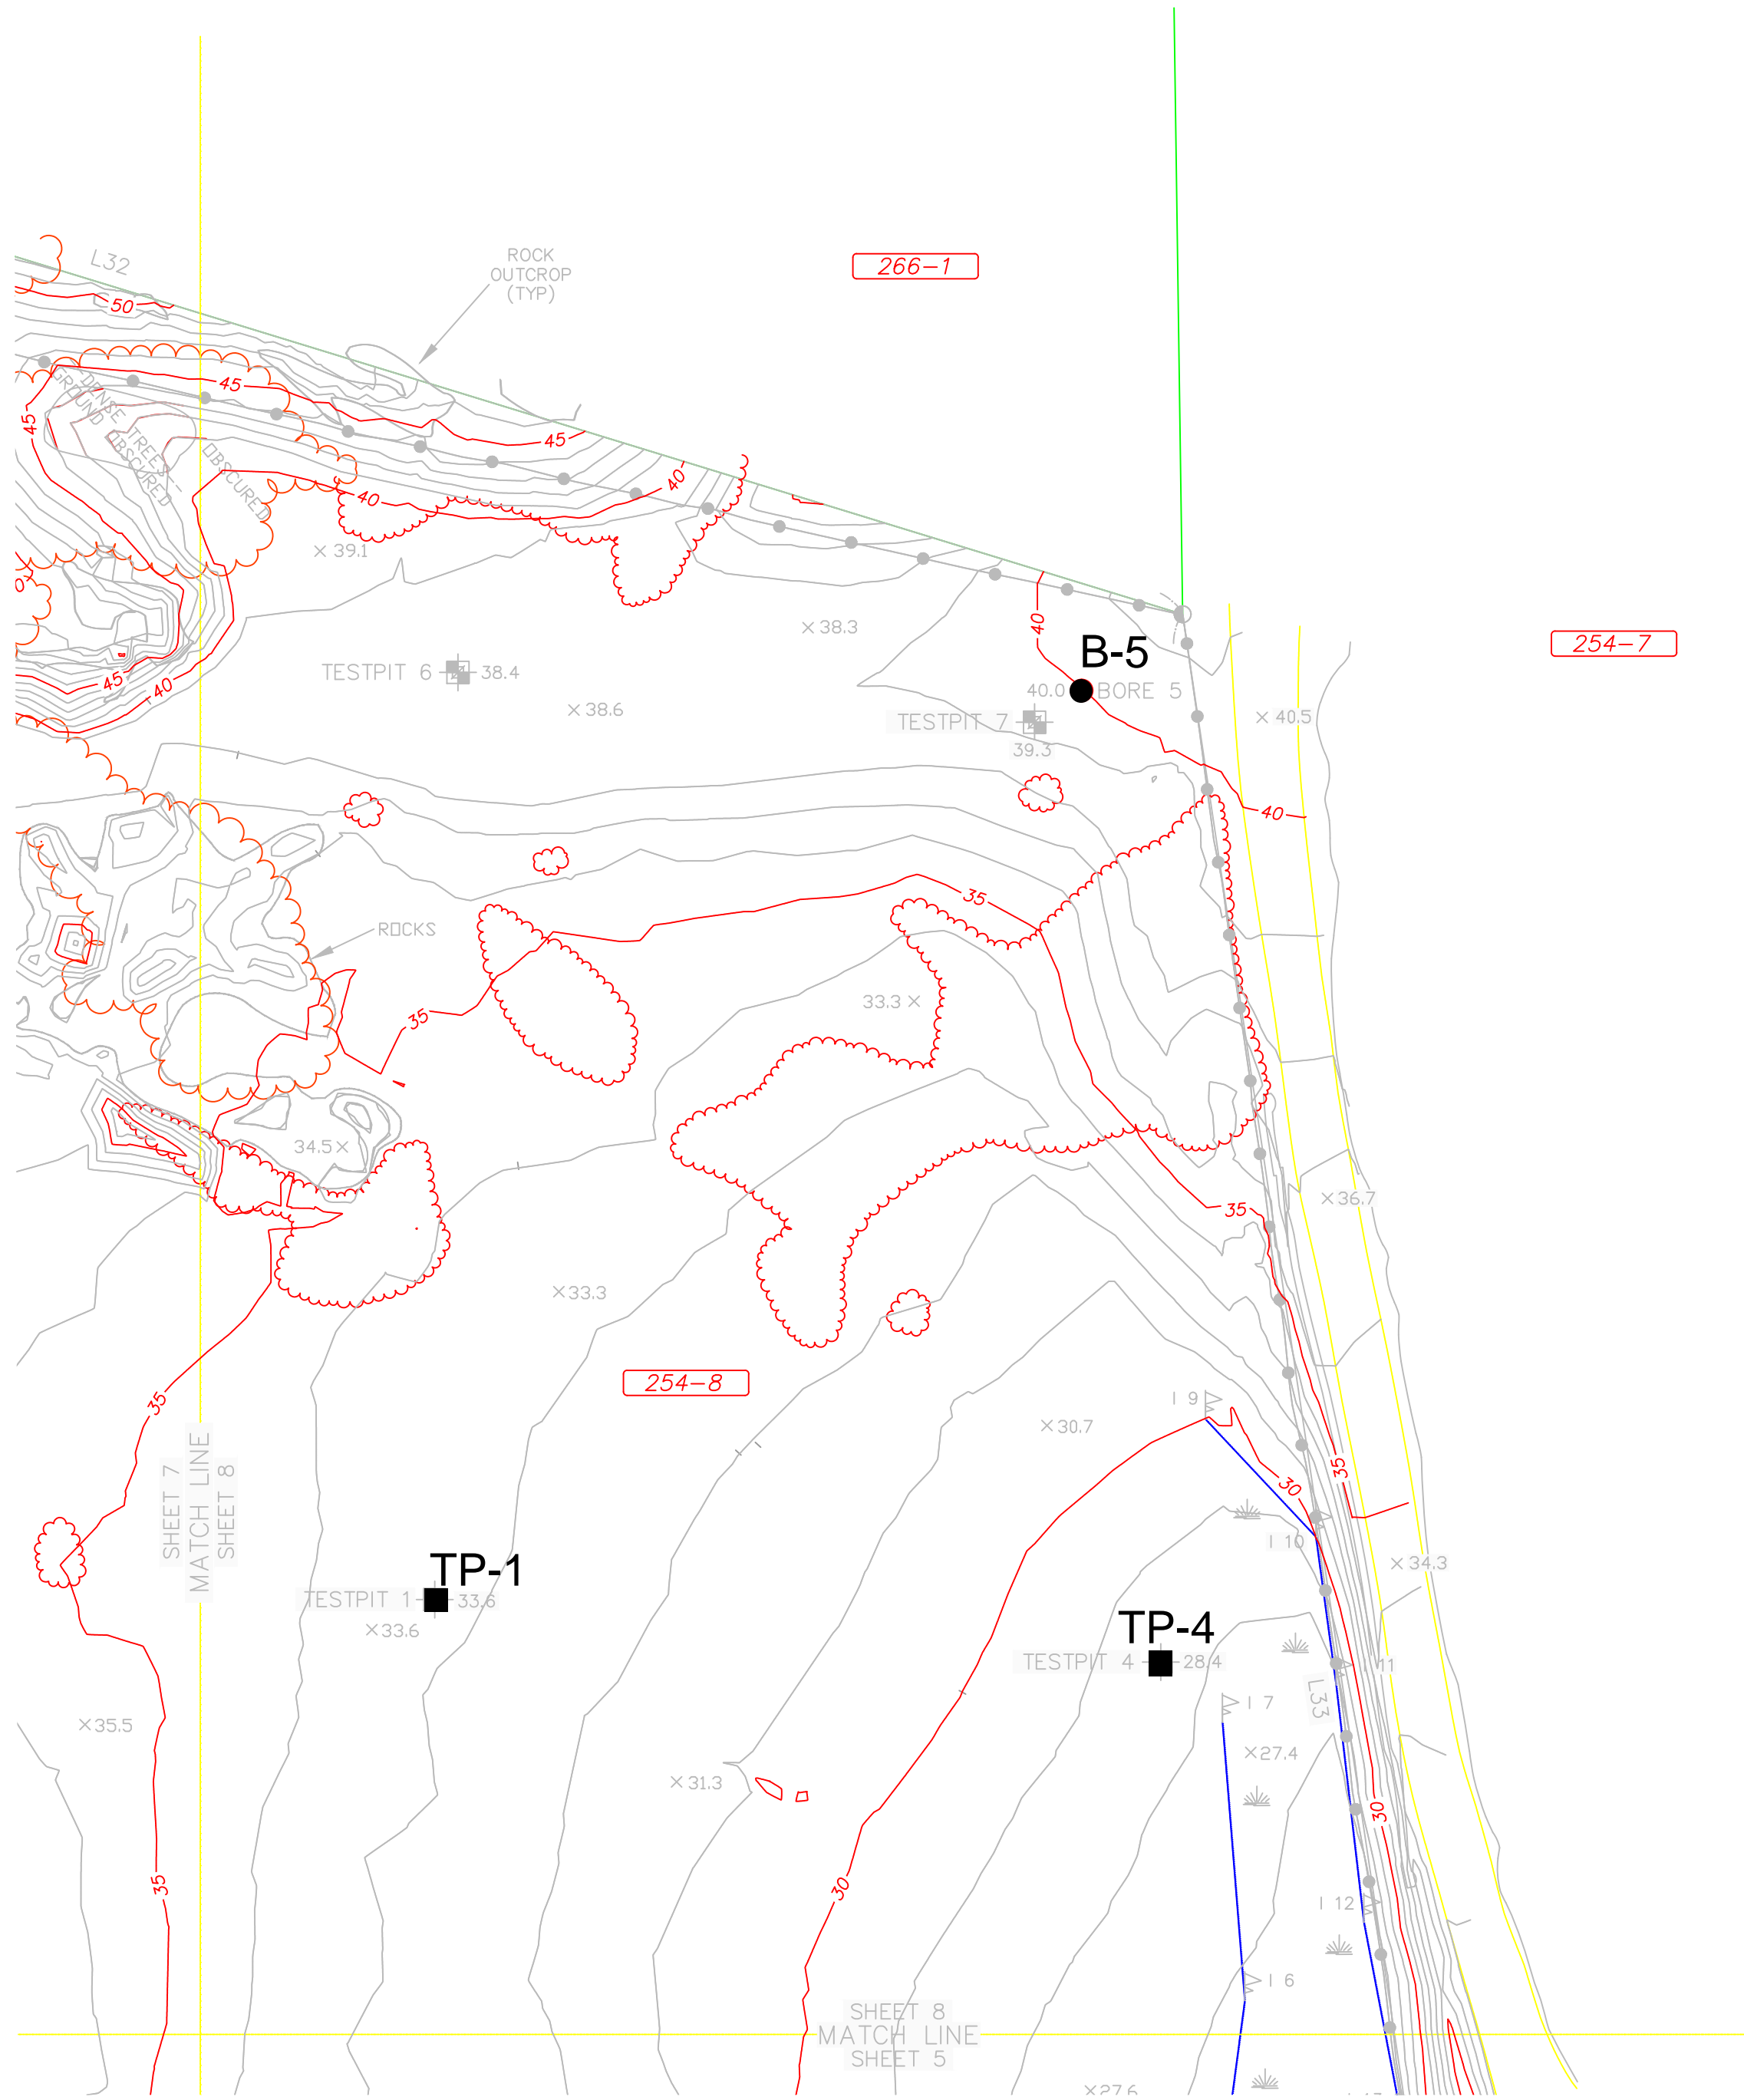 L32
ROCK
OUTCROP
(TYP)
266-1
50
45
45
45
DENSE TREES
GROUND OBSCURED
OBSCURED
40
40
× 39.1
40
× 38.3
B-5
254-7
TESTPIT 6
38.4
45
40
40.0
BORE 5
× 38.6
TESTPIT 7
39.3
× 40.5
40
35
ROCKS
33.3 ×
35
34.5 ×
×36.7
35
×33.3
254-8
35
I 9
×30.7
35
30
SHEET 7
MATCH LINE
SHEET 8
I 10
×34.3
TP-1
TESTPIT 1
33.6
×33.6
TP-4
TESTPIT 4
28.4
I 11
L33
I 7
×35.5
×27.4
×31.3
30
35
30
I 12
I 6
SHEET 8
MATCH LINE
SHEET 5
×27.6